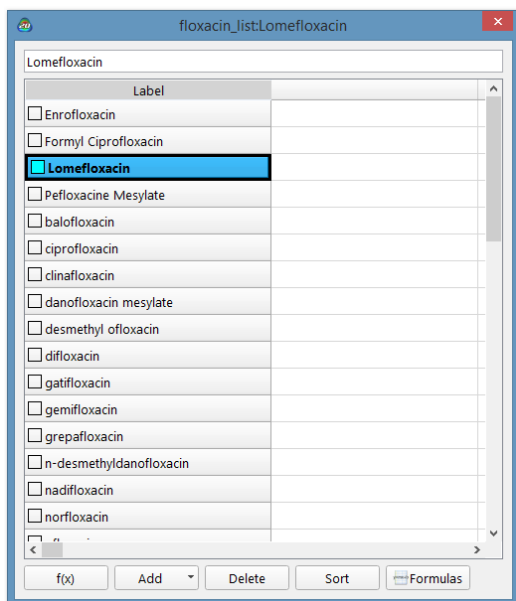 floxacin_list:Lomefloxacin
Lomefloxacin
Label
Enrofloxacin
Formyl Ciprofloxacin
Lomefloxacin
Pefloxacine Mesylate
balofloxacin
ciprofloxacin
clinafloxacin
danofloxacin mesylate
desmethyl ofloxacin
difloxacin
gatifloxacin
gemifloxacin
grepafloxacin
n-desmethyldanofloxacin
nadifloxacin
norfloxacin
f(x) Add Delete Sort Formulas